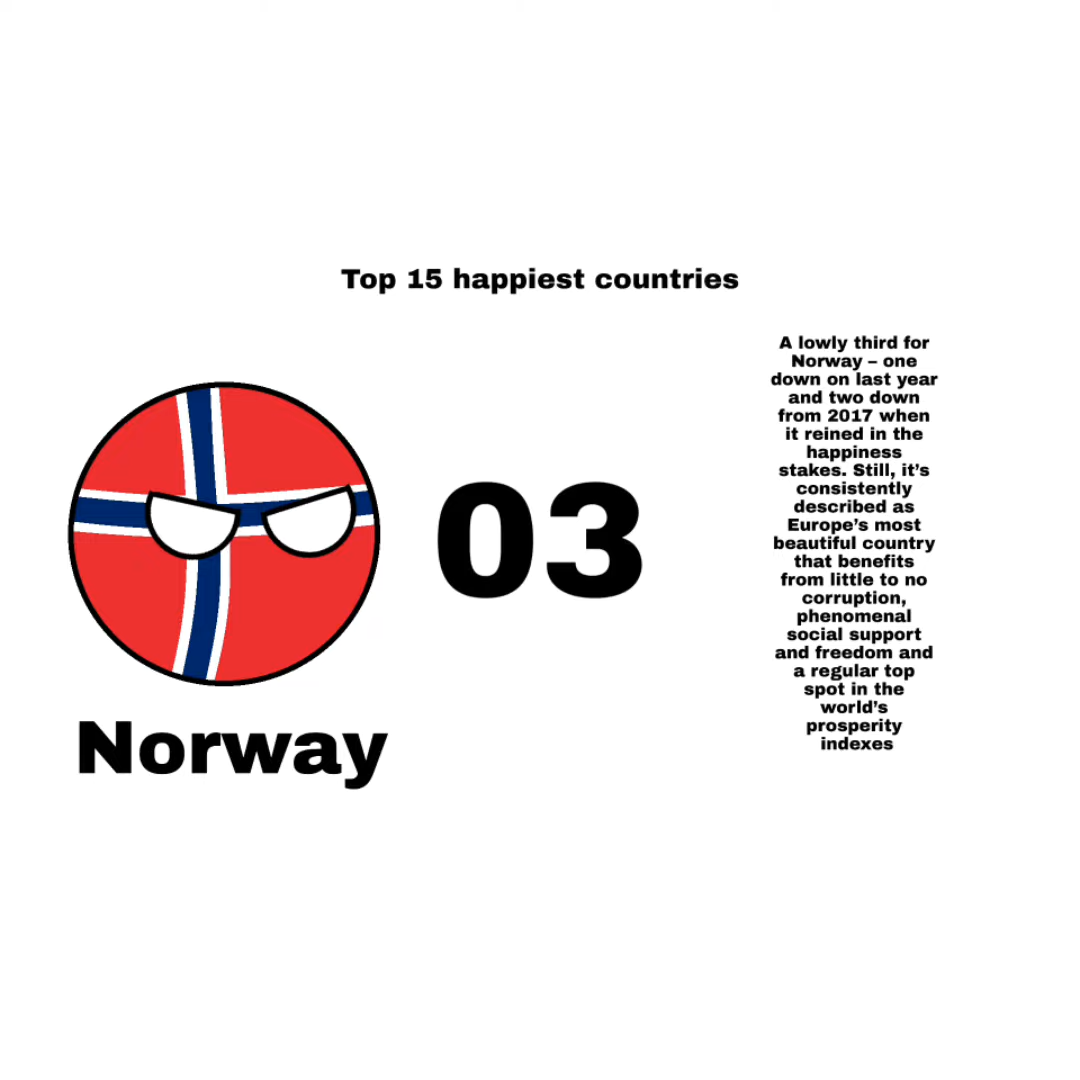 Top 15 happiest countries
Norway
03
A lowly third for
Norway – one
down on last year
and two down
from 2017 when
it reined in the
happiness
stakes. Still, it’s
consistently
described as
Europe’s most
beautiful country
that benefits
from little to no
corruption,
phenomenal
social support
and freedom and
a regular top
spot in the
world’s
prosperity
indexes